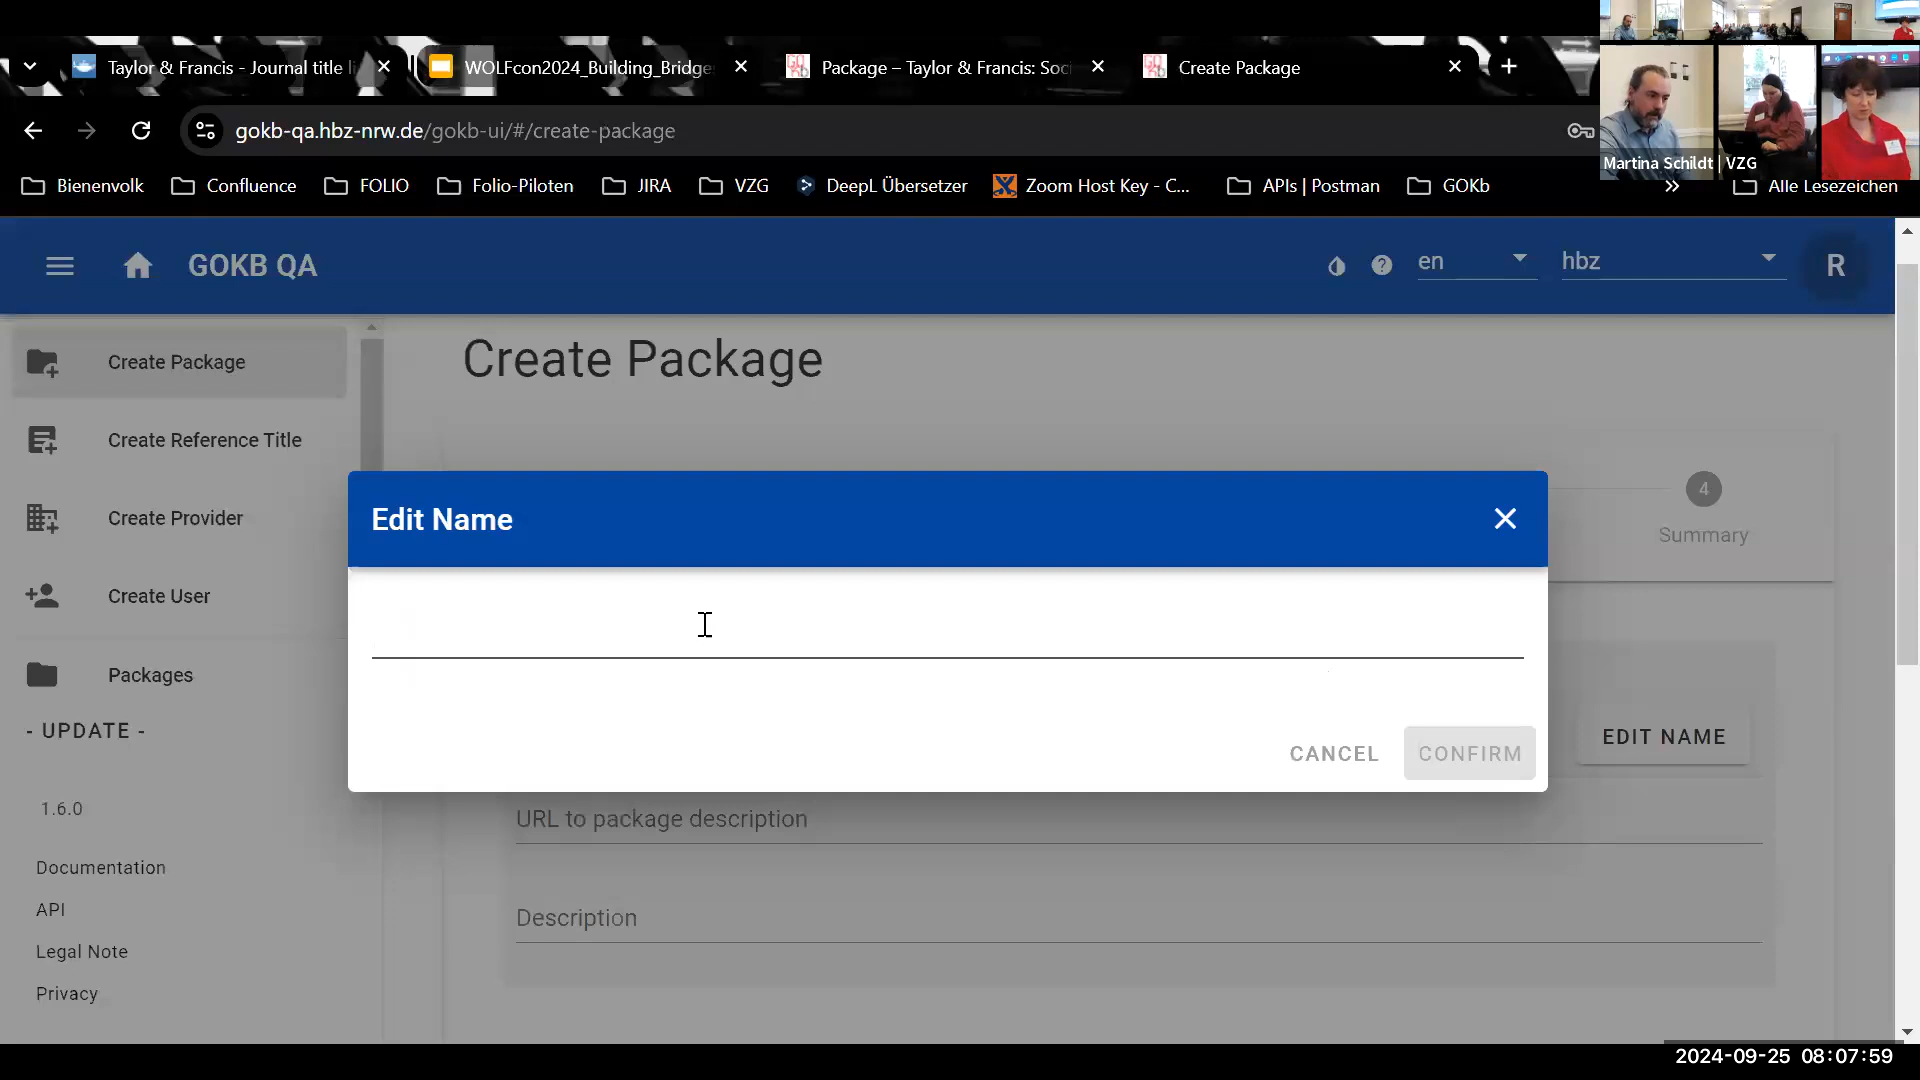 Taylor & Francis - Journal title li
WOLFcon2024_Building_Bridge
Package – Taylor & Francis: Soc
Create Package
gokb-qa.hbz-nrw.de/gokb-ui/#/create-package
Martina Schildt | VZG
Bienenvolk
Confluence
FOLIO
Folio-Piloten
JIRA
VZG
DeepL Übersetzer
Zoom Host Key - C...
APIs | Postman
GOKb
Alle Lesezeichen
GOKB QA
en
hbz
R
Create Package
Create Package
Create Reference Title
Create Provider
Create User
Packages
- UPDATE -
1.6.0
Documentation
API
Legal Note
Privacy
4
Summary
Edit Name
CANCEL
CONFIRM
EDIT NAME
URL to package description
Description
2024-09-25 08:07:59